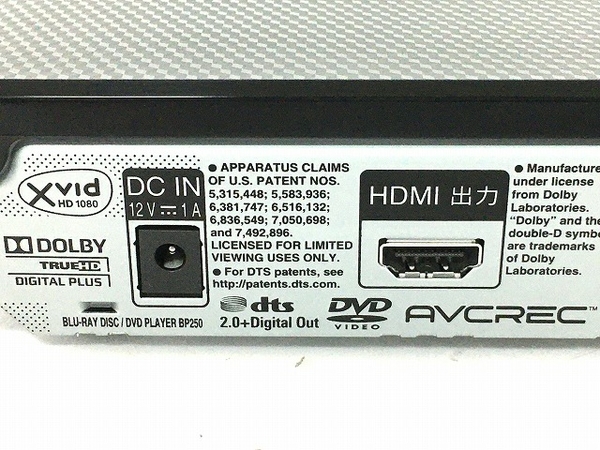 Xvid
HD 1080
DOLBY
TRUEHD
DIGITAL PLUS
BLU-RAY DISC / DVD PLAYER BP250
DC IN
12 V ⎓ 1 A
● APPARATUS CLAIMS
OF U.S. PATENT NOS.
5,315,448; 5,583,936;
6,381,747; 6,516,132;
6,836,549; 7,050,698;
and 7,492,896.
LICENSED FOR LIMITED
VIEWING USES ONLY.
● For DTS patents, see
http://patents.dts.com.
dts
2.0+Digital Out
DVD
VIDEO
AVCREC™
HDMI 出力
● Manufacture
under license
from Dolby
Laboratories.
"Dolby" and the
double-D symb
are trademarks
of Dolby
Laboratories.